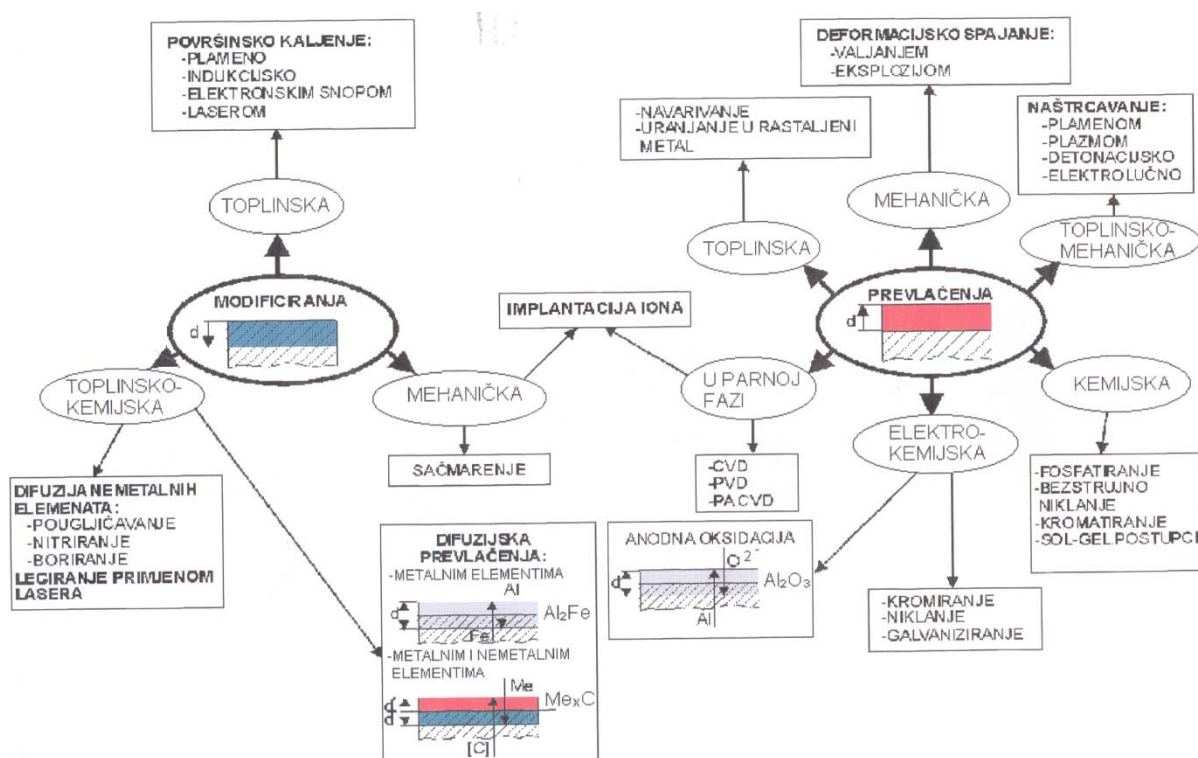 POVRŠINSKO KALJENJE:
-PLAMENO
-INDUKCIJSKO
-ELEKTRONSKIM SNOPOM
-LASEROM
TOPLINSKA
MODIFICIRANJA
d
TOPLINSKO-
KEMIJSKA
MEHANIČKA
DIFUZIJA NEMETALNIH
ELEMENATA:
-POUGLJIČAVANJE
-NITRIRANJE
-BORIRANJE
LEGIRANJE PRIMJENOM
LASERA
SAČMARENJE
IMPLANTACIJA IONA
DIFUZIJSKA
PREVLAČENJA:
-METALNIM ELEMENTIMA
Al
d
Al₂Fe
Fe
-METALNIM I NEMETALNIM
ELEMENTIMA
Me
d
MeₓC
d
[C]
DEFORMACIJSKO SPAJANJE:
-VALJANJEM
-EKSPLOZIJOM
-NAVARIVANJE
-URANJANJE U RASTALJENI
METAL
NAŠTRCAVANJE:
-PLAMENOM
-PLAZMOM
-DETONACIJSKO
-ELEKTROLUČNO
TOPLINSKA
MEHANIČKA
TOPLINSKO-
MEHANIČKA
PREVLAČENJA
d
U PARNOJ
FAZI
KEMIJSKA
ELEKTRO-
KEMIJSKA
-CVD
-PVD
-PACVD
-FOSFATIRANJE
-BEZSTRUJNO
NIKLANJE
-KROMATIRANJE
-SOL-GEL POSTUPCI
ANODNA OKSIDACIJA
O²⁻
d
Al₂O₃
Al
-KROMIRANJE
-NIKLANJE
-GALVANIZIRANJE